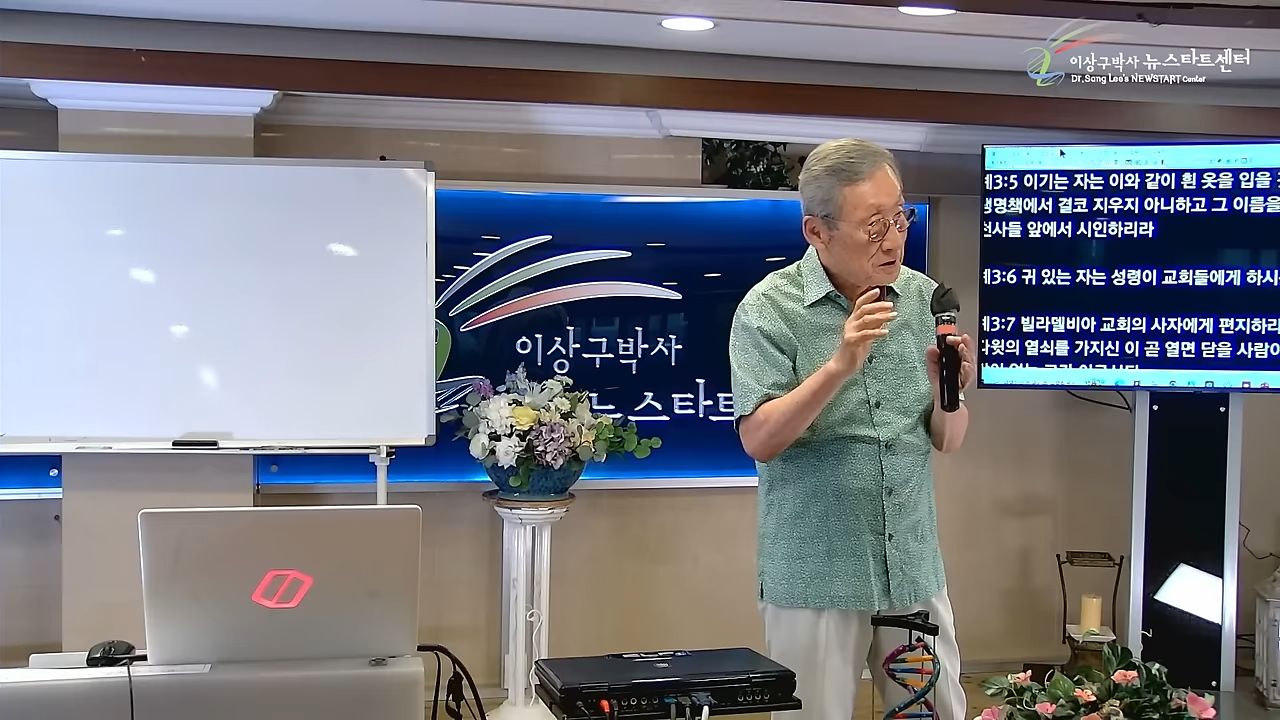 이상구박사 뉴스타트센터
Dr.Sang Lee's NEWSTART Center
이상구박사
뉴스타트
계3:5 이기는 자는 이와 같이 흰 옷을 입을
생명책에서 결코 지우지 아니하고 그 이름을
천사들 앞에서 시인하리라
계3:6 귀 있는 자는 성령이 교회들에게 하시
계3:7 빌라델비아 교회의 사자에게 편지하라
다윗의 열쇠를 가지신 이 곧 열면 닫을 사람이